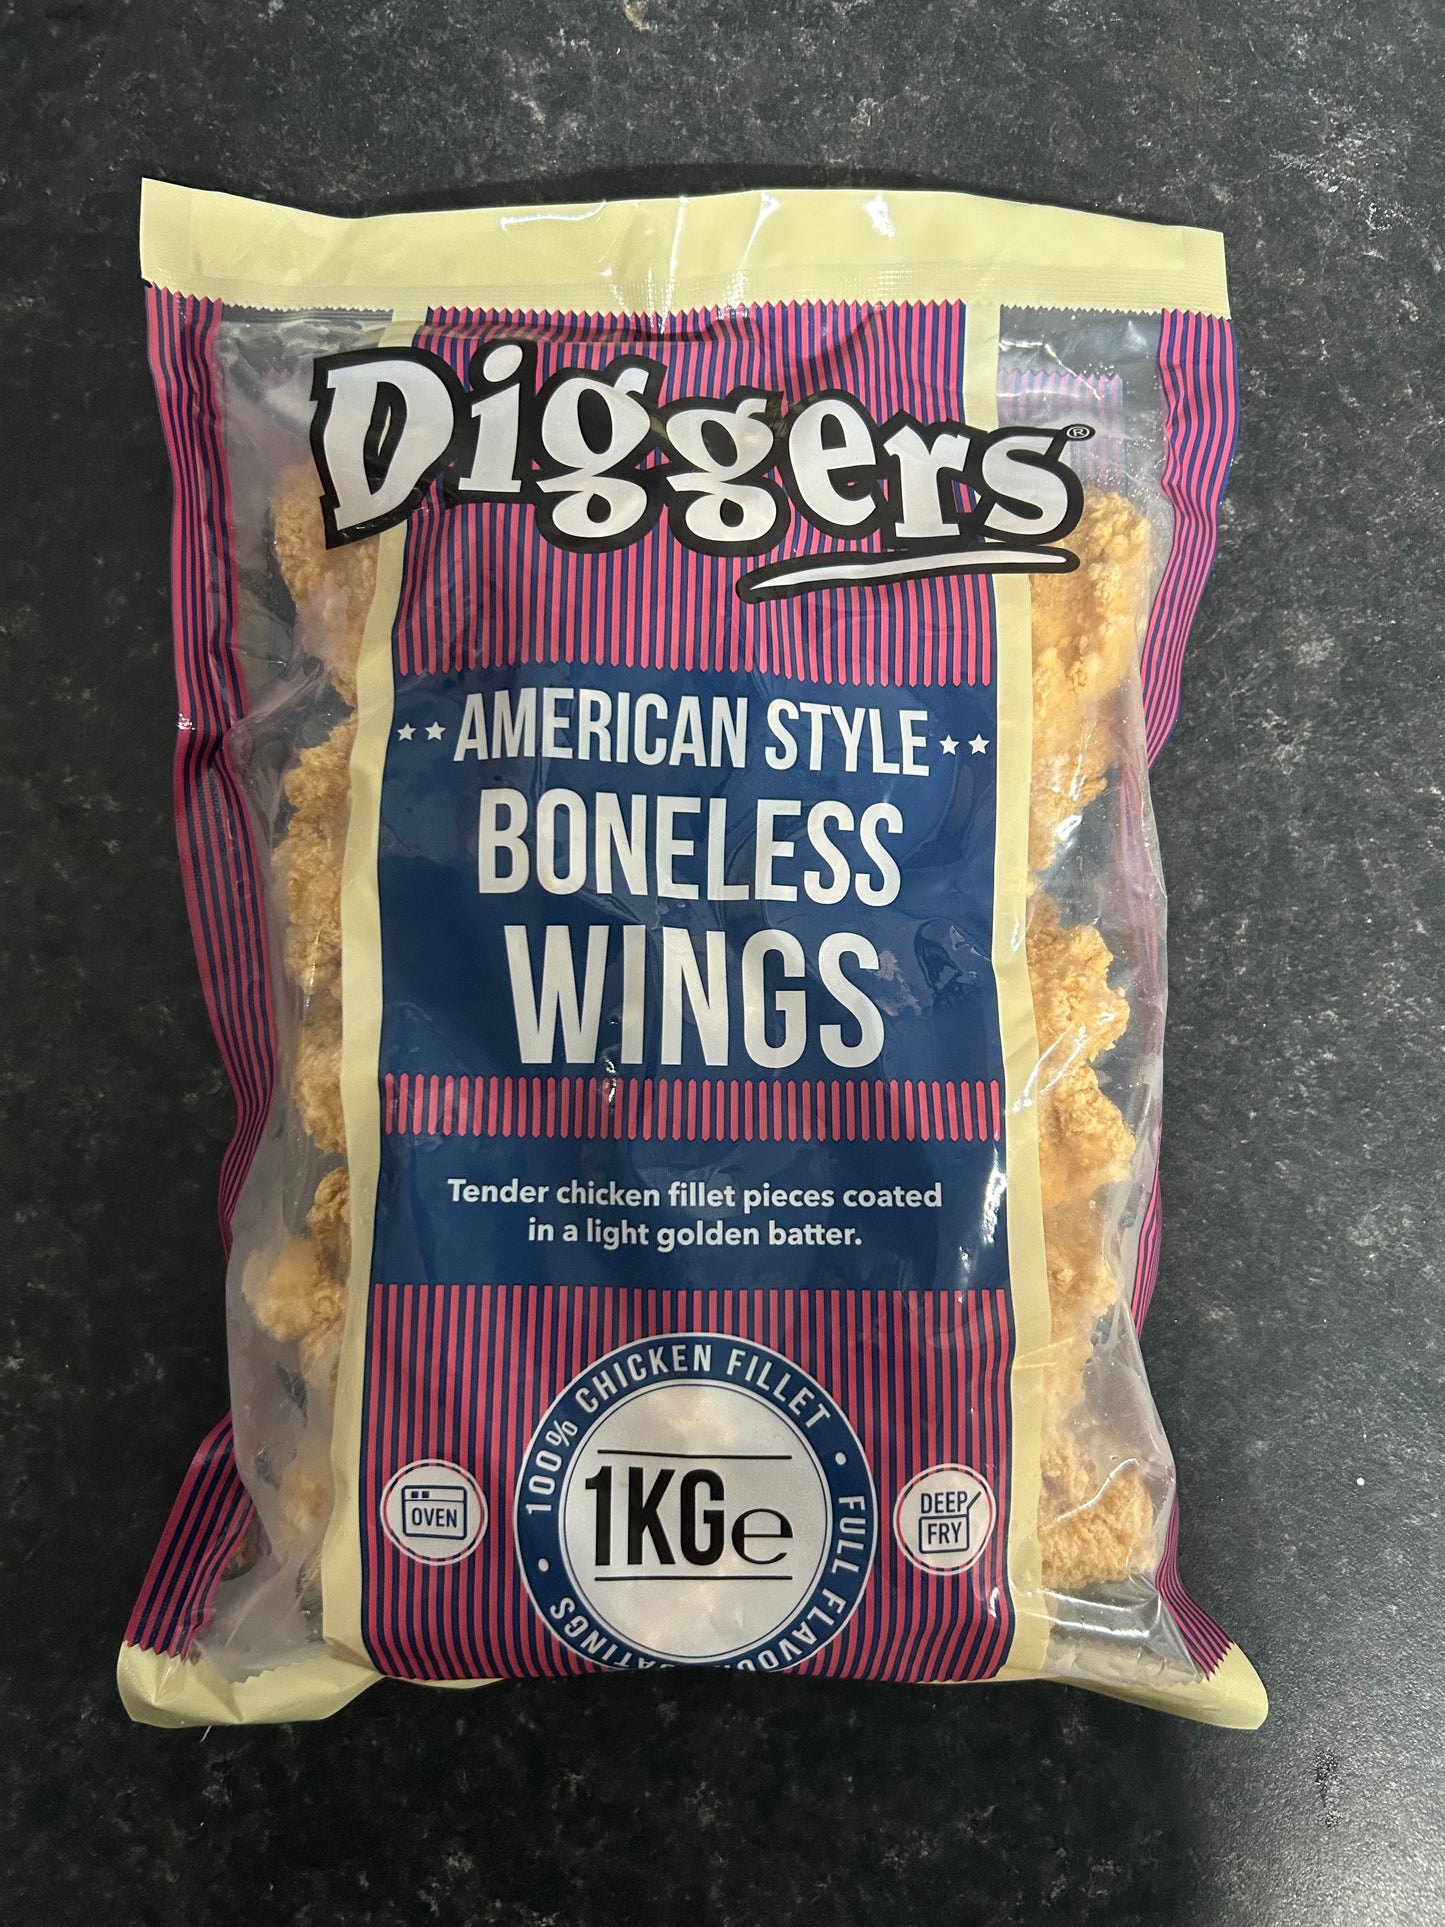 Diggers®
AMERICAN STYLE
BONELESS
WINGS
Tender chicken fillet pieces coated
in a light golden batter.
100% CHICKEN FILLET • FULL
1KGe
OVEN
DEEP
FRY